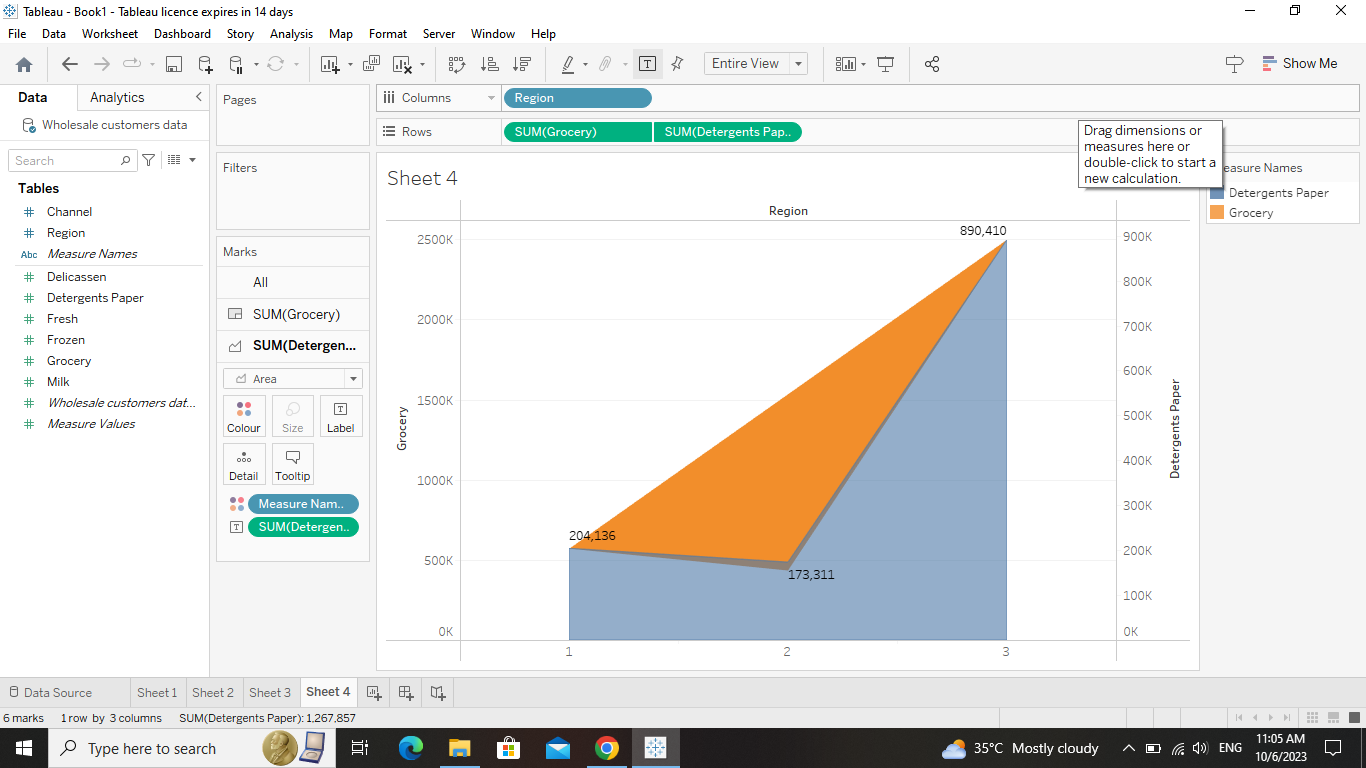 Tableau - Book1 - Tableau licence expires in 14 days
File Data Worksheet Dashboard Story Analysis Map Format Server Window Help
Entire View
Show Me
Data Analytics
Wholesale customers data
Search
Tables
Channel
Region
Abc Measure Names
Delicassen
Detergents Paper
Fresh
Frozen
Grocery
Milk
Wholesale customers dat...
Measure Values
Pages
Filters
Marks
All
SUM(Grocery)
SUM(Detergen...
Area
Colour Size Label
Detail Tooltip
Measure Nam..
SUM(Detergen..
Columns Region
Rows SUM(Grocery) SUM(Detergents Pap..
Drag dimensions or
measures here or
double-click to start a
new calculation.
easure Names
Detergents Paper
Grocery
Sheet 4
Region
2500K
2000K
1500K
1000K
500K
0K
Grocery
890,410
204,136
173,311
900K
800K
700K
600K
500K
400K
300K
200K
100K
0K
Detergents Paper
1 2 3
Data Source Sheet 1 Sheet 2 Sheet 3 Sheet 4
6 marks 1 row by 3 columns SUM(Detergents Paper): 1,267,857
Type here to search
35°C Mostly cloudy
ENG
11:05 AM
10/6/2023